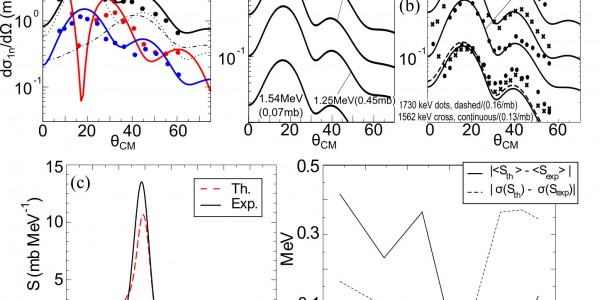 dσ₁ₙ/dΩ (m
10⁻¹
0 20 40 60
θCM
10⁻¹
1.54MeV
(0.07mb)
1.25MeV(0.45mb)
0 20 40 60
θCM
(b)
10⁻¹
1730 keV dots, dashed/(0.16/mb)
1562 keV cross, continuous/(0.13/mb)
0 20 40 60
θCM
(c)
S (mb MeV⁻¹)
15
10
5
Th.
Exp.
MeV
0.5
0.3
0.1
|<Sth> - <Sexp> |
| σ(Sth) - σ(Sexp)|